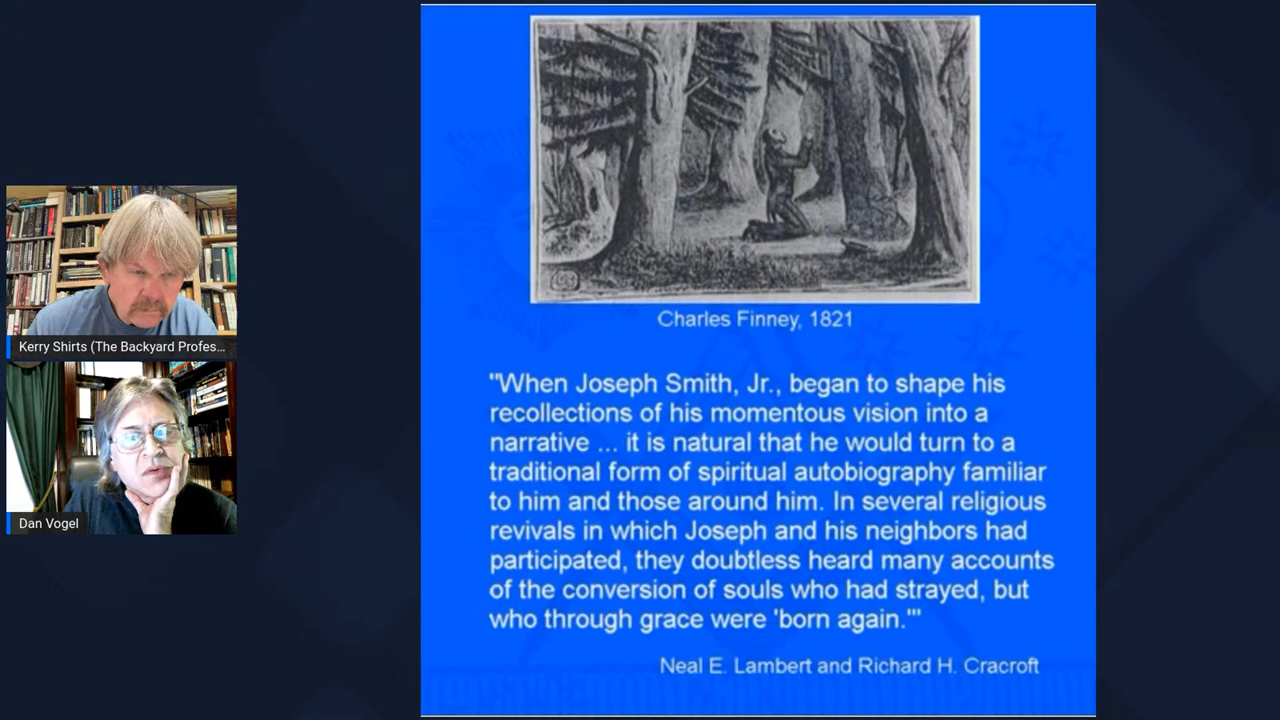 Charles Finney, 1821
"When Joseph Smith, Jr., began to shape his
recollections of his momentous vision into a
narrative ... it is natural that he would turn to a
traditional form of spiritual autobiography familiar
to him and those around him. In several religious
revivals in which Joseph and his neighbors had
participated, they doubtless heard many accounts
of the conversion of souls who had strayed, but
who through grace were 'born again.'"
Neal E. Lambert and Richard H. Cracroft
Kerry Shirts (The Backyard Profes...
Dan Vogel